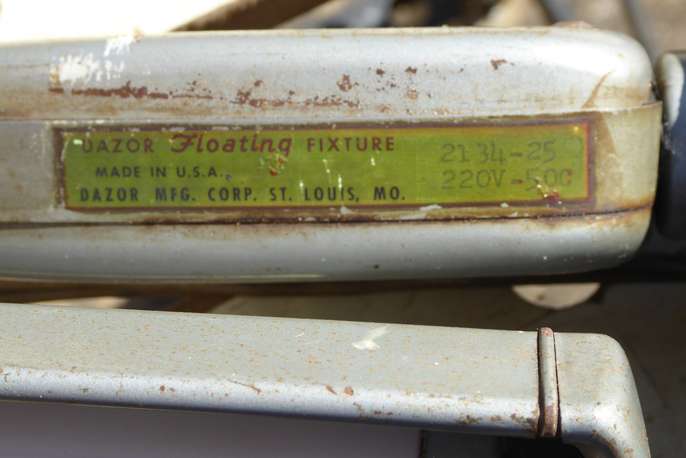 DAZOR Floating FIXTURE 2134-25
MADE IN U.S.A. 220V-50C
DAZOR MFG. CORP. ST. LOUIS, MO.